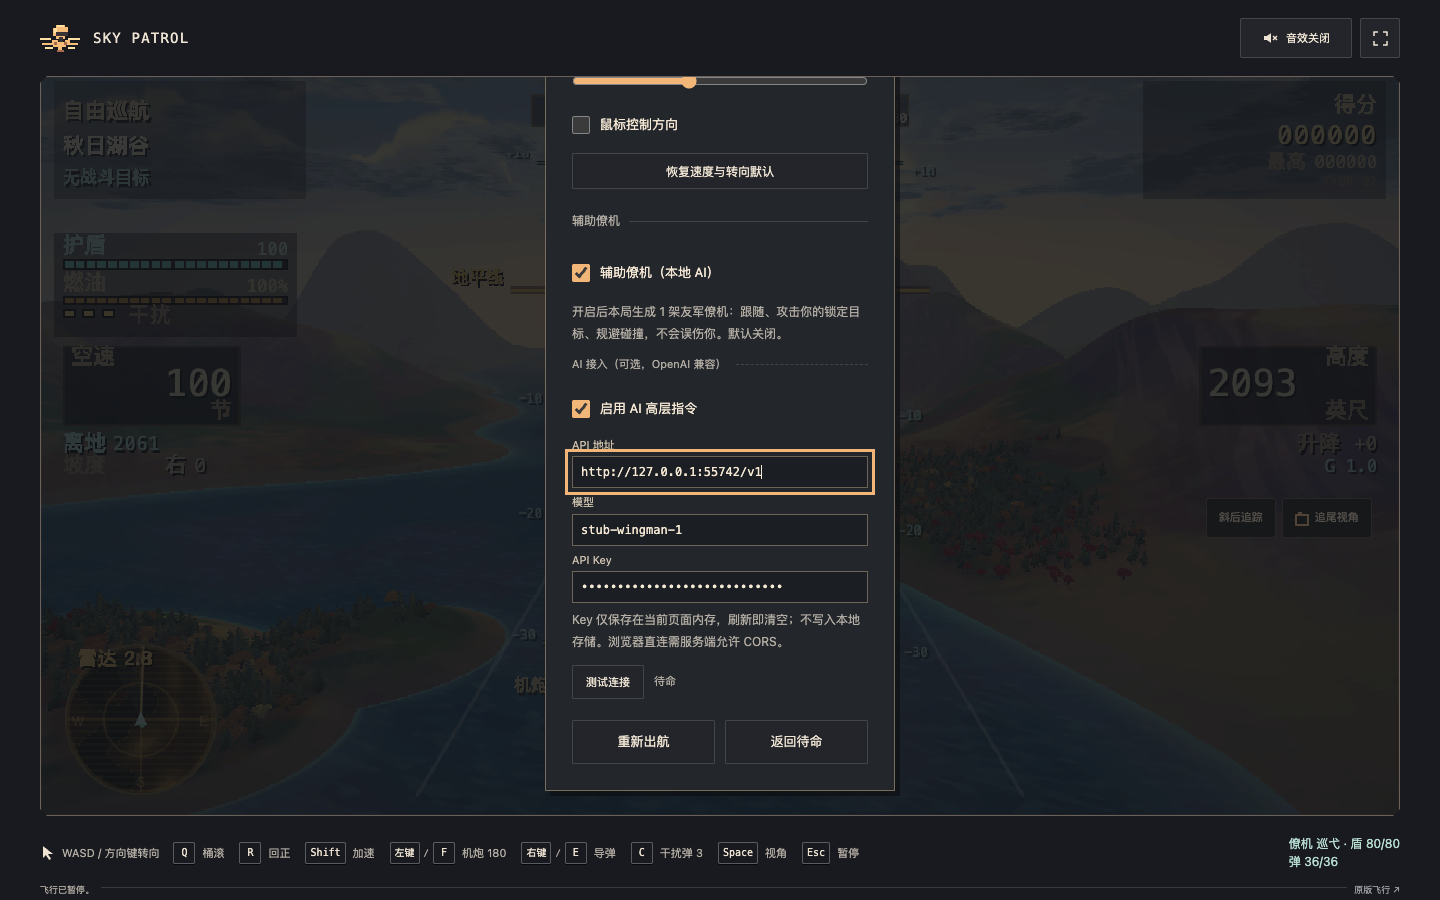 SKY PATROL
音效关闭
自由巡航
秋日湖谷
无战斗目标
得分
000000
最高 000000
护盾 100
燃油 100%
干扰
空速
100
节
离地 2061
坡度 右 0
地平线
+10
-10
-10
-20
-20
-30
-30
高度
2093
英尺
升降 +0
G 1.0
斜后追踪
追尾视角
雷达 2.8
W
E
S
机炮
鼠标控制方向
恢复速度与转向默认
辅助僚机
辅助僚机（本地 AI）
开启后本局生成 1 架友军僚机：跟随、攻击你的锁定目
标、规避碰撞，不会误伤你。默认关闭。
AI 接入（可选，OpenAI 兼容）
启用 AI 高层指令
API 地址
http://127.0.0.1:55742/v1
模型
stub-wingman-1
API Key
••••••••••••••••••••••••••••
Key 仅保存在当前页面内存，刷新即清空；不写入本地
存储。浏览器直连需服务端允许 CORS。
测试连接 待命
重新出航 返回待命
WASD / 方向键转向 Q 桶滚 R 回正 Shift 加速 左键 / F 机炮 180 右键 / E 导弹 C 干扰弹 3 Space 视角 Esc 暂停
僚机 巡弋 · 盾 80/80
弹 36/36
飞行已暂停。
原版飞行 ↗